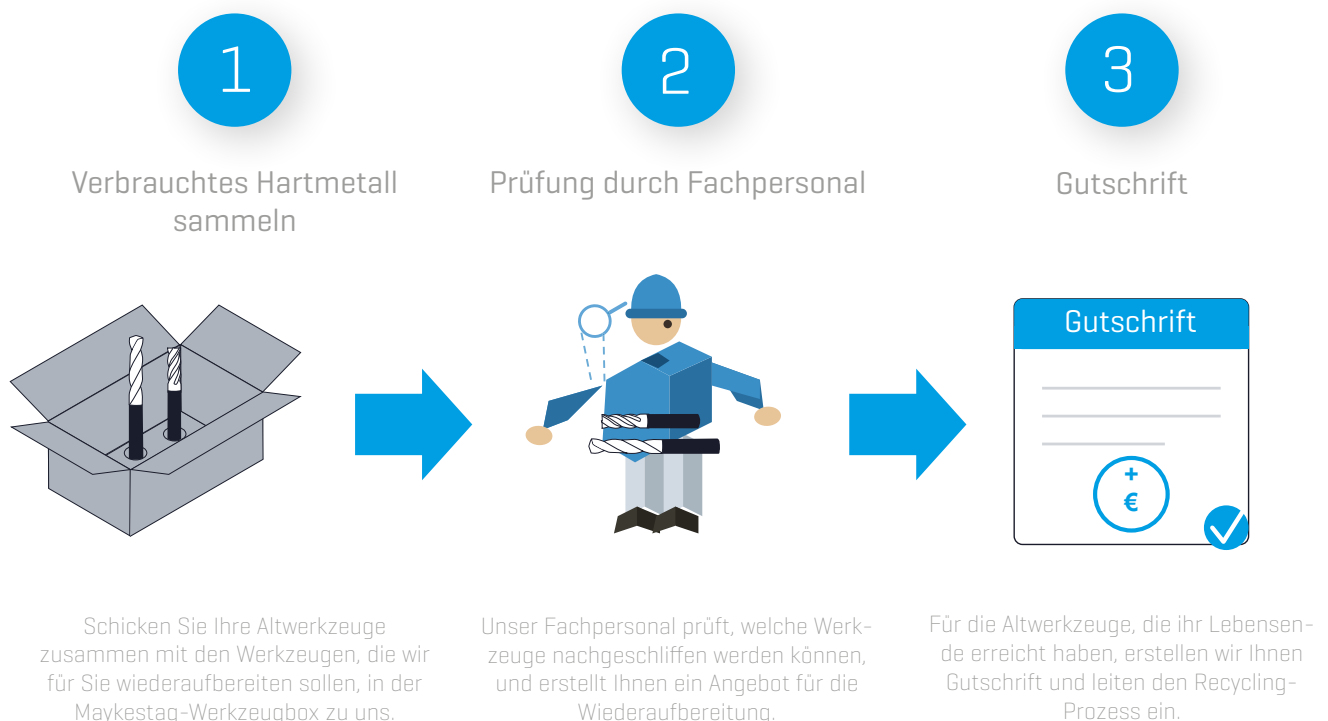 1
Verbrauchtes Hartmetall
sammeln
Schicken Sie Ihre Altwerkzeuge
zusammen mit den Werkzeugen, die wir
für Sie wiederaufbereiten sollen, in der
Maykestag-Werkzeugbox zu uns.
2
Prüfung durch Fachpersonal
Unser Fachpersonal prüft, welche Werk-
zeuge nachgeschliffen werden können,
und erstellt Ihnen ein Angebot für die
Wiederaufbereitung.
3
Gutschrift
Gutschrift
+
€
Für die Altwerkzeuge, die ihr Lebensen-
de erreicht haben, erstellen wir Ihnen
Gutschrift und leiten den Recycling-
Prozess ein.